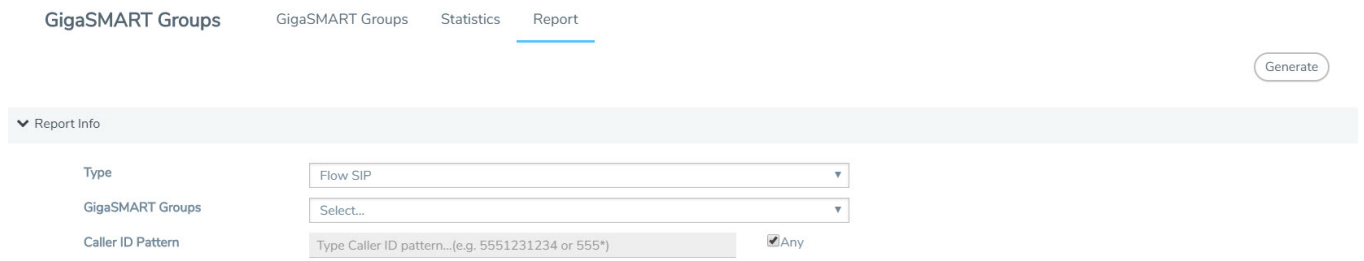 GigaSMART Groups GigaSMART Groups Statistics Report
Generate
Report Info
Type Flow SIP
GigaSMART Groups Select...
Caller ID Pattern Type Caller ID pattern...(e.g. 5551231234 or 555*) Any